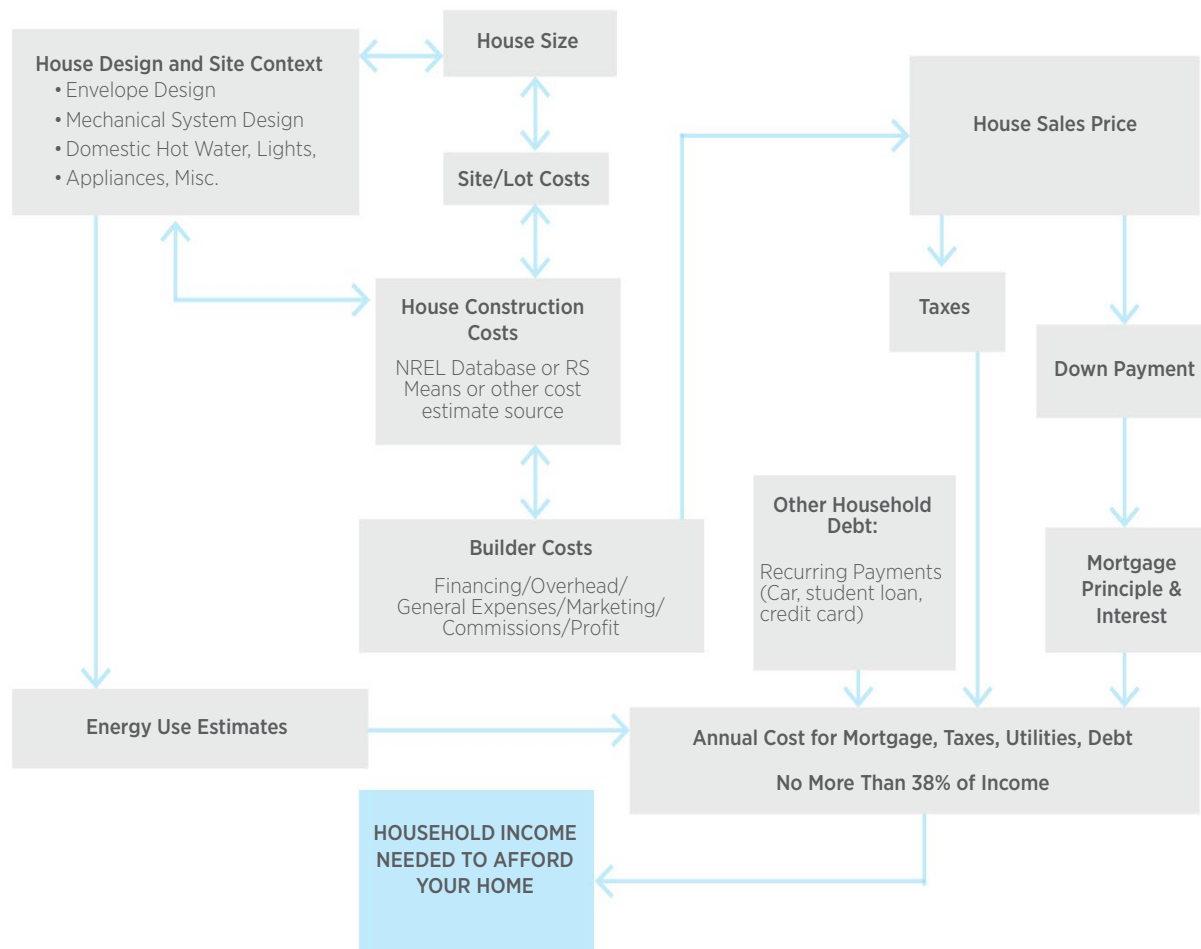 House Design and Site Context
• Envelope Design
• Mechanical System Design
• Domestic Hot Water, Lights,
• Appliances, Misc.
House Size
Site/Lot Costs
House Construction
Costs
NREL Database or RS
Means or other cost
estimate source
Builder Costs
Financing/Overhead/
General Expenses/Marketing/
Commissions/Profit
House Sales Price
Taxes
Down Payment
Other Household
Debt:
Recurring Payments
(Car, student loan,
credit card)
Mortgage
Principle &
Interest
Energy Use Estimates
Annual Cost for Mortgage, Taxes, Utilities, Debt
No More Than 38% of Income
HOUSEHOLD INCOME
NEEDED TO AFFORD
YOUR HOME